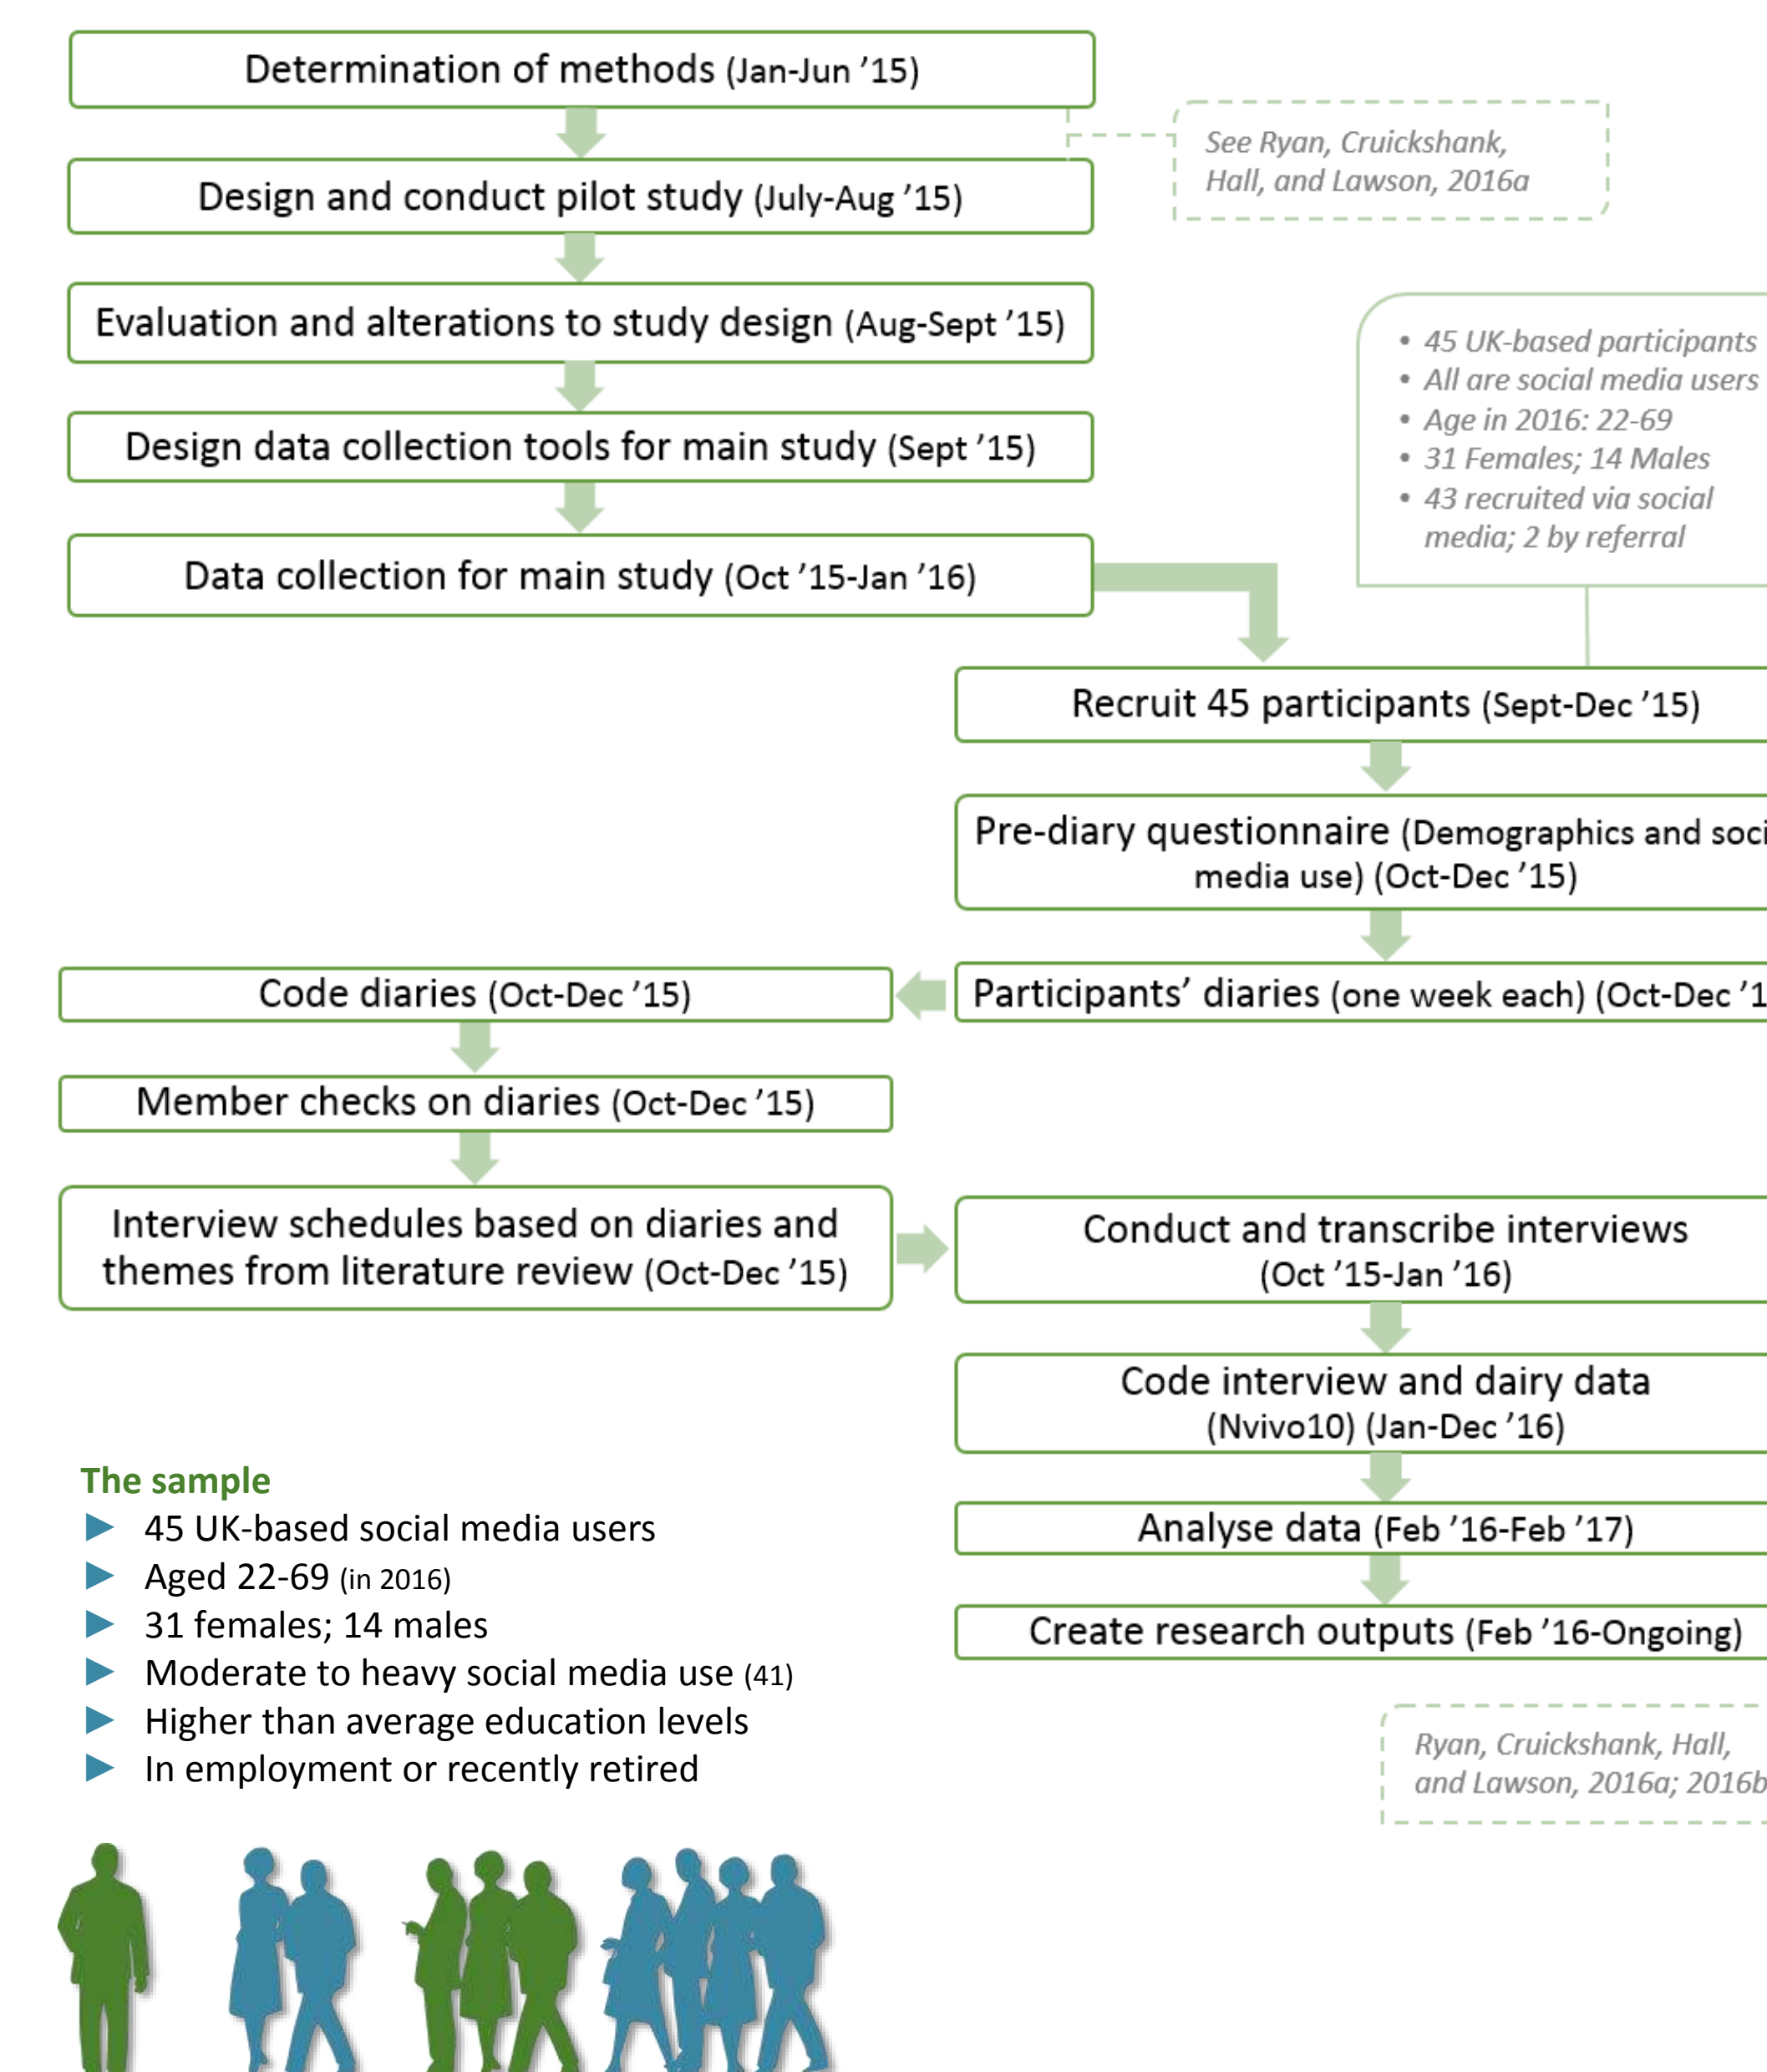 Determination of methods (Jan-Jun ’15)
See Ryan, Cruickshank,
Hall, and Lawson, 2016a
Design and conduct pilot study (July-Aug ’15)
Evaluation and alterations to study design (Aug-Sept ’15)
• 45 UK-based participants
• All are social media users
• Age in 2016: 22-69
• 31 Females; 14 Males
• 43 recruited via social
media; 2 by referral
Design data collection tools for main study (Sept ’15)
Data collection for main study (Oct ’15-Jan ’16)
Recruit 45 participants (Sept-Dec ’15)
Pre-diary questionnaire (Demographics and soci
media use) (Oct-Dec ’15)
Participants’ diaries (one week each) (Oct-Dec ’1
Code diaries (Oct-Dec ’15)
Member checks on diaries (Oct-Dec ’15)
Interview schedules based on diaries and
themes from literature review (Oct-Dec ’15)
Conduct and transcribe interviews
(Oct ’15-Jan ’16)
Code interview and dairy data
(Nvivo10) (Jan-Dec ’16)
Analyse data (Feb ’16-Feb ’17)
Create research outputs (Feb ’16-Ongoing)
Ryan, Cruickshank, Hall,
and Lawson, 2016a; 2016b
The sample
45 UK-based social media users
Aged 22-69 (in 2016)
31 females; 14 males
Moderate to heavy social media use (41)
Higher than average education levels
In employment or recently retired